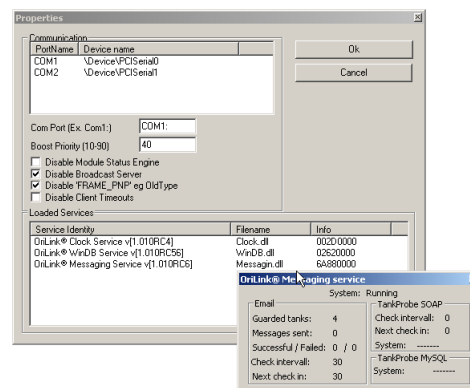 Properties
Communication
PortName Device name
COM1 \Device\PCISerial0
COM2 \Device\PCISerial1
Ok
Cancel
Com Port (Ex. Com1:) COM1:
Boost Priority (10-90) 40
Disable Module Status Engine
Disable Broadcast Server
Disable 'FRAME_PNP' eg OldType
Disable Client Timeouts
Loaded Services
Service Identity Filename Info
OriLink® Clock Service v[1.010RC4] Clock.dll 002D0000
OriLink® WinDB Service v[1.010RC56] WinDB.dll 02620000
OriLink® Messaging Service v[1.010RC6] Messagin.dll 6A880000
OriLink® Messaging service
System: Running
Email
Guarded tanks: 4
Messages sent: 0
Successful / Failed: 0 / 0
Check intervall: 30
Next check in: 30
TankProbe SOAP
Check intervall: 0
Next check in: 0
System: -------
TankProbe MySQL
System: -------